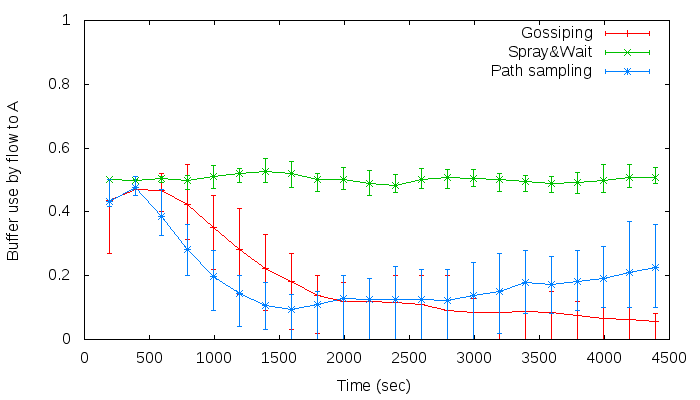 Buffer use by flow to A
1
0.8
0.6
0.4
0.2
0
Gossiping
Spray&Wait
Path sampling
0 500 1000 1500 2000 2500 3000 3500 4000 4500
Time (sec)